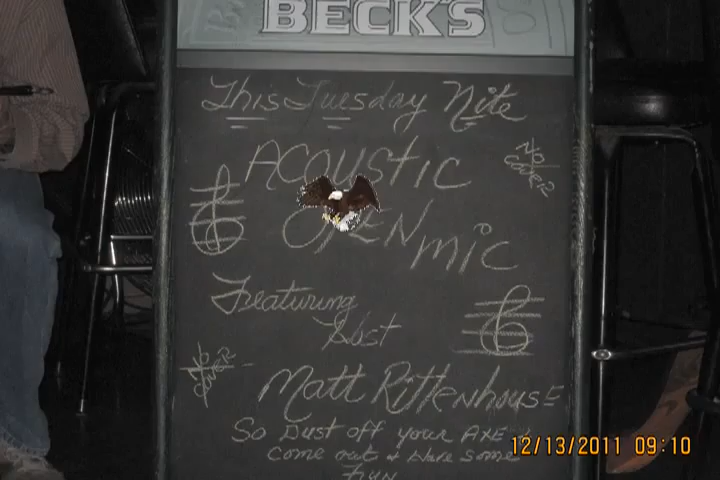 BECK'S
This Tuesday Nite
ACOUSTIC
NO COVER
OPEN MIC
Featuring
Host
NO COVER
Matt Rittenhouse
So Dust off your AXE &
come out & Have some
Fun
12/13/2011 09:10